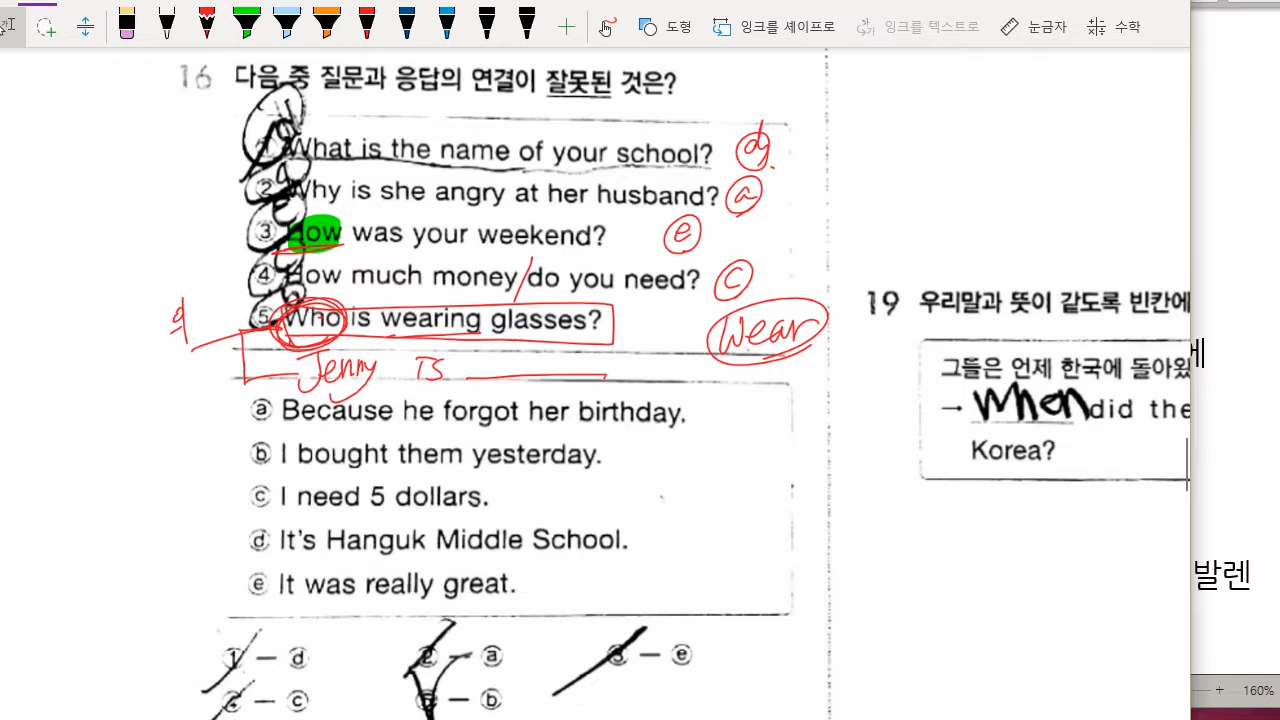 도형 잉크를 셰이프로 잉크를 텍스트로 눈금자 수학
16 다음 중 질문과 응답의 연결이 잘못된 것은?
① What is the name of your school? ⓓ
② Why is she angry at her husband? ⓐ
③ How was your weekend? ⓔ
④ How much money / do you need? ⓒ
⑤ Who is wearing glasses? Wear
Jenny is
ⓐ Because he forgot her birthday.
ⓑ I bought them yesterday.
ⓒ I need 5 dollars.
ⓓ It's Hanguk Middle School.
ⓔ It was really great.
① – ⓓ ② – ⓐ ③ – ⓔ
④ – ⓒ ⑤ – ⓑ
19 우리말과 뜻이 같도록 빈칸에
그들은 언제 한국에 돌아왔
→ When did the
Korea?
에
발렌
160%